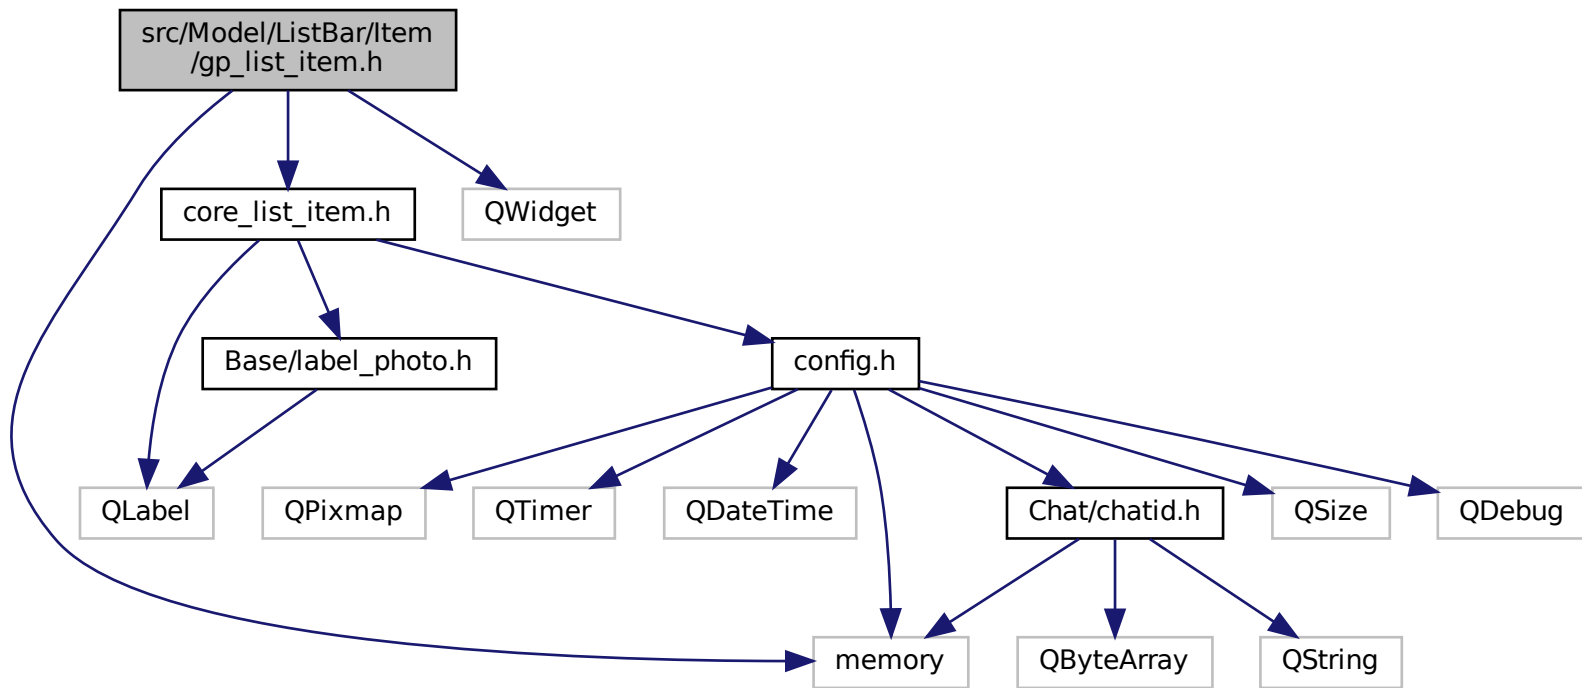 src/Model/ListBar/Item
/gp_list_item.h
core_list_item.h
QWidget
Base/label_photo.h
config.h
QLabel
QPixmap
QTimer
QDateTime
Chat/chatid.h
QSize
QDebug
memory
QByteArray
QString